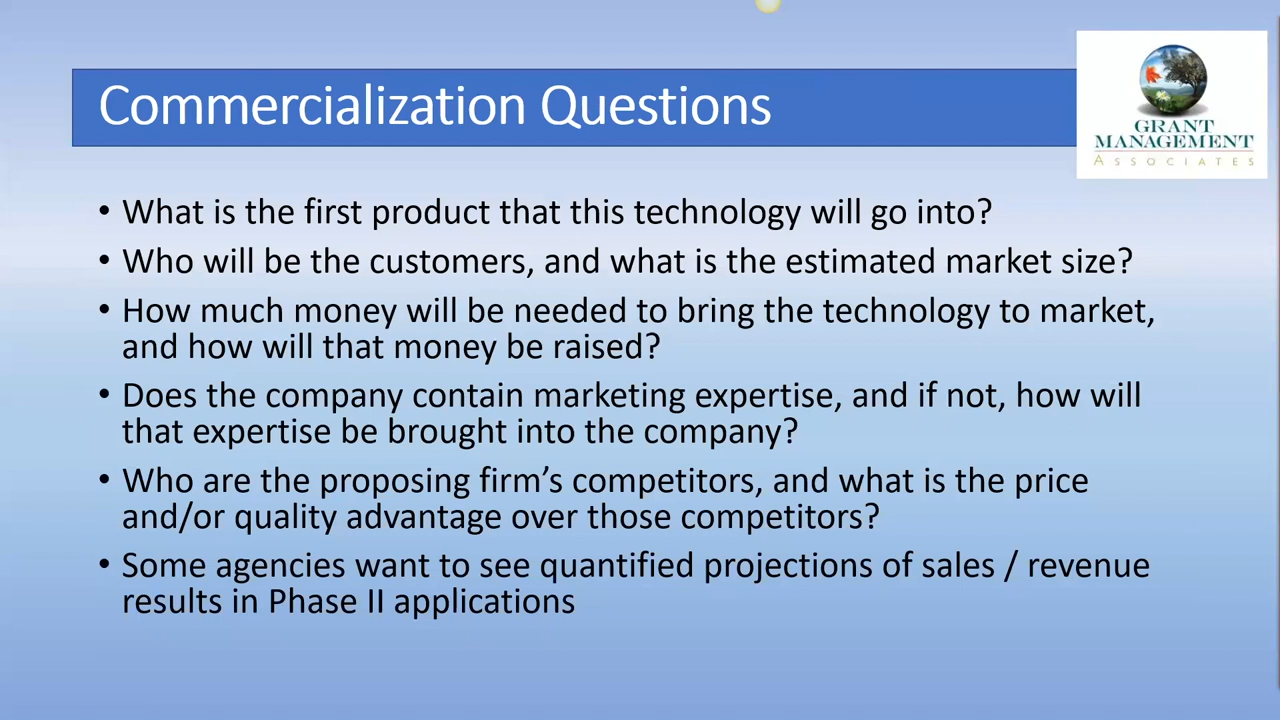 Commercialization Questions
GRANT
MANAGEMENT
ASSOCIATES
• What is the first product that this technology will go into?
• Who will be the customers, and what is the estimated market size?
• How much money will be needed to bring the technology to market,
and how will that money be raised?
• Does the company contain marketing expertise, and if not, how will
that expertise be brought into the company?
• Who are the proposing firm’s competitors, and what is the price
and/or quality advantage over those competitors?
• Some agencies want to see quantified projections of sales / revenue
results in Phase II applications